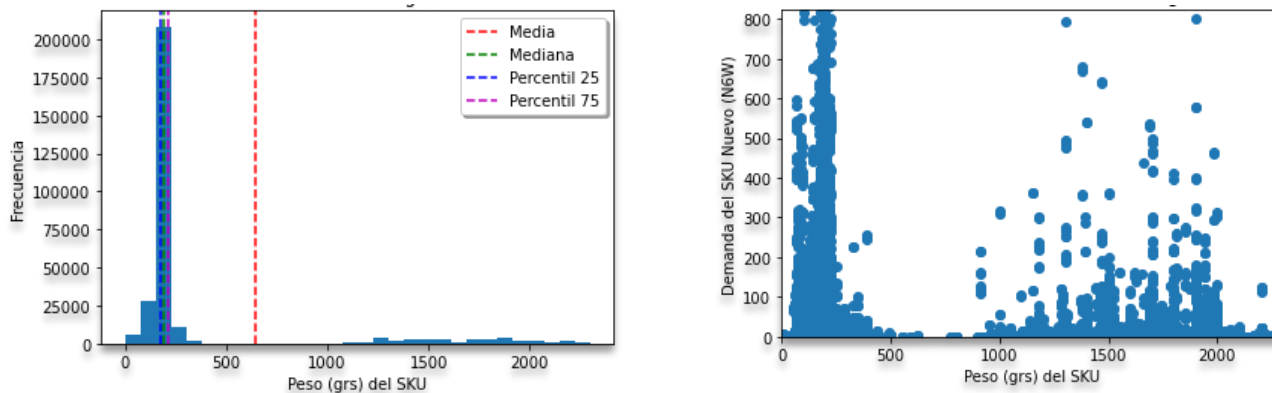 Media
Mediana
Percentil 25
Percentil 75
200000
175000
150000
125000
100000
75000
50000
25000
0
Frecuencia
0 500 1000 1500 2000
Peso (grs) del SKU
800
700
600
500
400
300
200
100
0
Demanda del SKU Nuevo (N6W)
0 500 1000 1500 2000
Peso (grs) del SKU